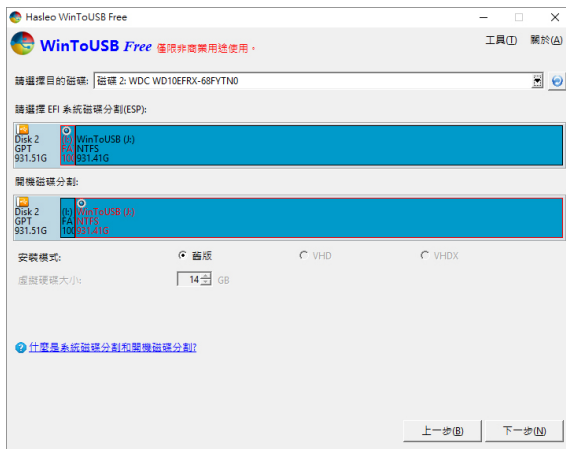 Hasleo WinToUSB Free
WinToUSB Free 僅限非商業用途使用。
工具(T) 關於(A)
請選擇目的磁碟: 磁碟 2: WDC WD10EFRX-68FYTN0
請選擇 EFI 系統磁碟分割(ESP):
Disk 2
GPT
931.51G
(I:)
FA
100
WinToUSB (J:)
NTFS
931.41G
開機磁碟分割:
Disk 2
GPT
931.51G
(I:)
FA
100
WinToUSB (J:)
NTFS
931.41G
安裝模式: 舊版 VHD VHDX
虛擬硬碟大小: 14 GB
什麼是系統磁碟分割和開機磁碟分割?
上一步(B) 下一步(N)